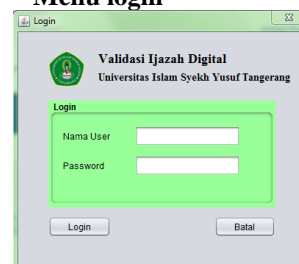 Menu login
Login
Validasi Ijazah Digital
Universitas Islam Syekh Yusuf Tangerang
Login
Nama User
Password
Login
Batal